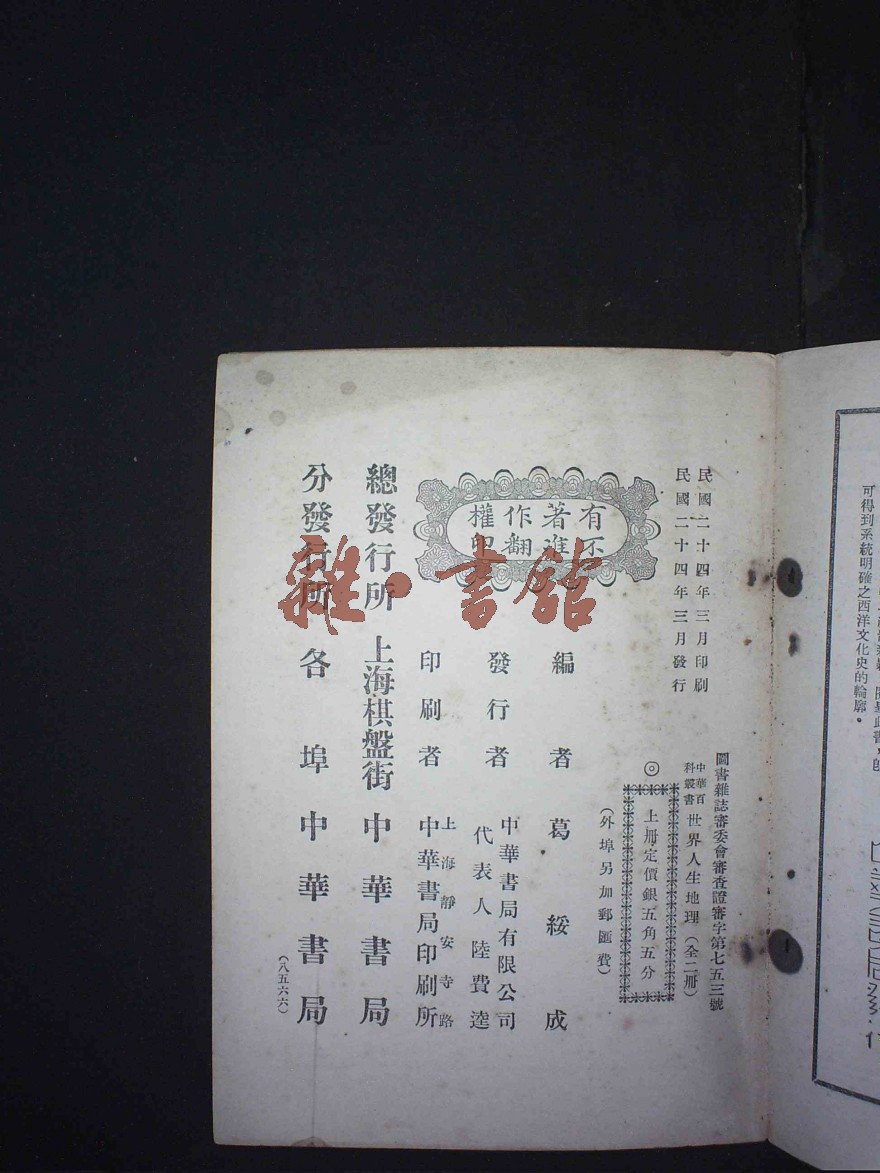 民國二十四年三月印刷
民國二十四年三月發行
圖書雜誌審委會審查證審字第七五三號
中華百科叢書 世界人生地理(全二册)
◎上册定價銀五角五分
(外埠另加郵匯費)
有著作權
不准翻印
編者 葛綏成
發行者 中華書局有限公司
代表人陸費逵
印刷者 上海靜安寺路
中華書局印刷所
總發行所 上海棋盤街 中華書局
分發行所 各埠中華書局
(八五六六)
雜·書館
可得到系統明確之西洋文化史的輪廓。